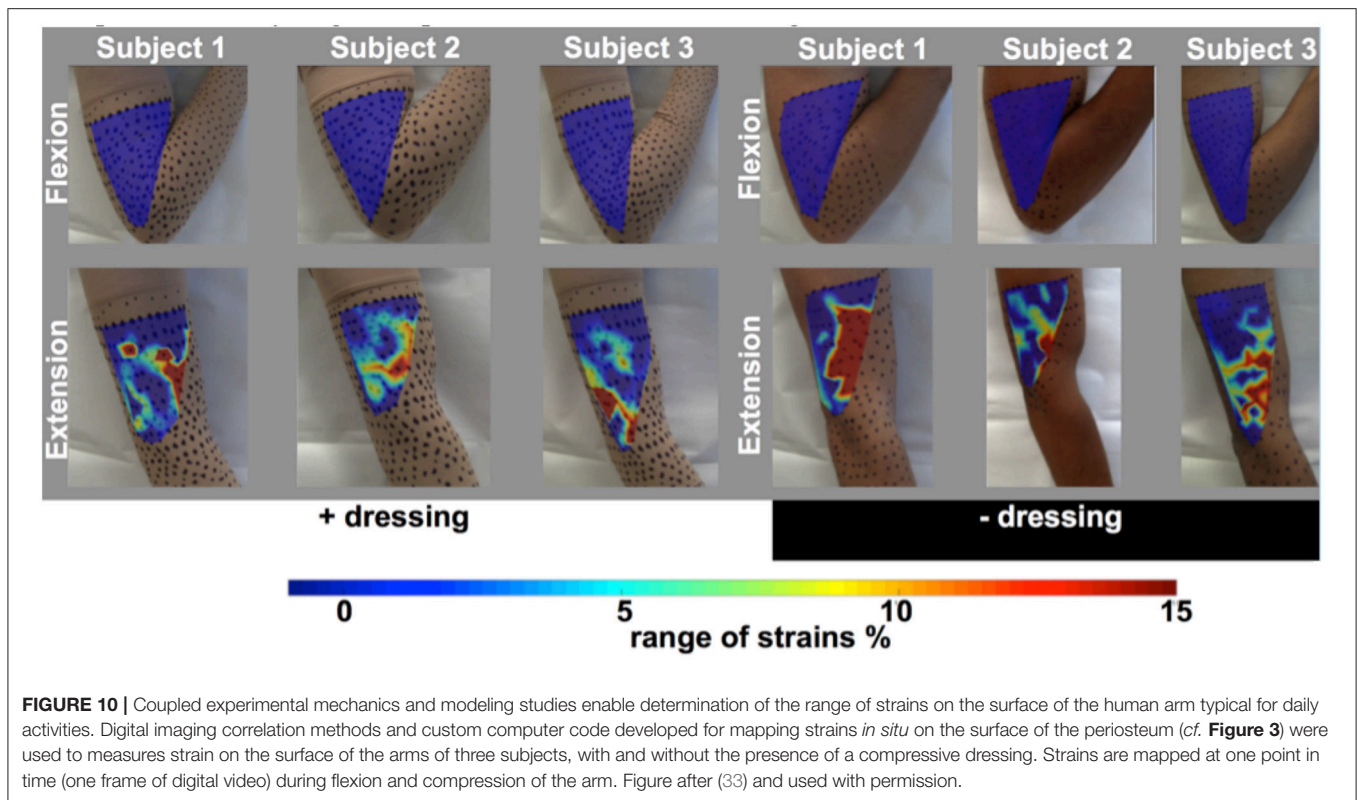 Subject 1 Subject 2 Subject 3 Subject 1 Subject 2 Subject 3
Flexion Flexion
Extension Extension
+ dressing - dressing
0 5 10 15
range of strains %
FIGURE 10 | Coupled experimental mechanics and modeling studies enable determination of the range of strains on the surface of the human arm typical for daily
activities. Digital imaging correlation methods and custom computer code developed for mapping strains in situ on the surface of the periosteum (cf. Figure 3) were
used to measures strain on the surface of the arms of three subjects, with and without the presence of a compressive dressing. Strains are mapped at one point in
time (one frame of digital video) during flexion and compression of the arm. Figure after (33) and used with permission.